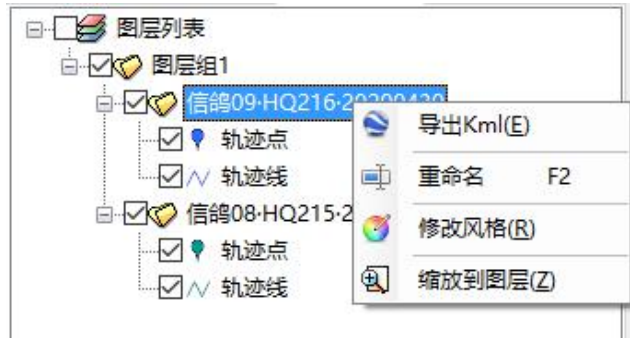 图层列表
图层组1
信鸽09·HQ216·20200430
轨迹点
轨迹线
信鸽08·HQ215·2
轨迹点
轨迹线
导出Kml(E)
重命名 F2
修改风格(R)
缩放到图层(Z)